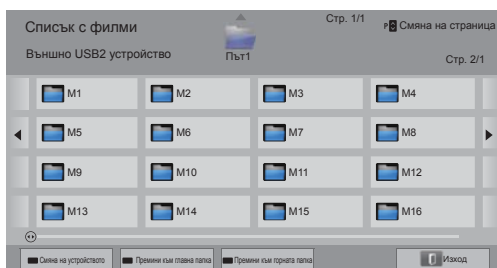 Списък с филми
Стр. 1/1
P Смяна на страница
Външно USB2 устройство
Път1
Стр. 2/1
M1
M2
M3
M4
M5
M6
M7
M8
M9
M10
M11
M12
M13
M14
M15
M16
Смяна на устройството
Премини към главна папка
Премини към горната папка
Изход